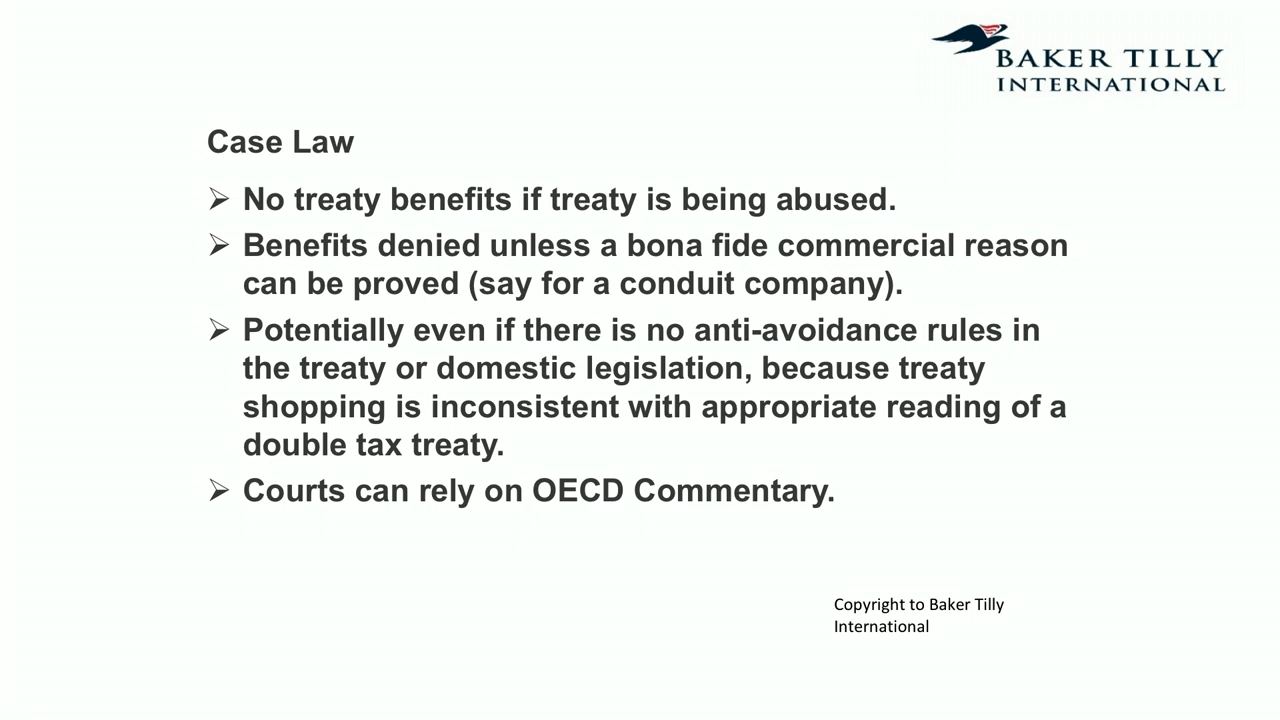 BAKER TILLY
INTERNATIONAL
Case Law
➢ No treaty benefits if treaty is being abused.
➢ Benefits denied unless a bona fide commercial reason
can be proved (say for a conduit company).
➢ Potentially even if there is no anti-avoidance rules in
the treaty or domestic legislation, because treaty
shopping is inconsistent with appropriate reading of a
double tax treaty.
➢ Courts can rely on OECD Commentary.
Copyright to Baker Tilly
International